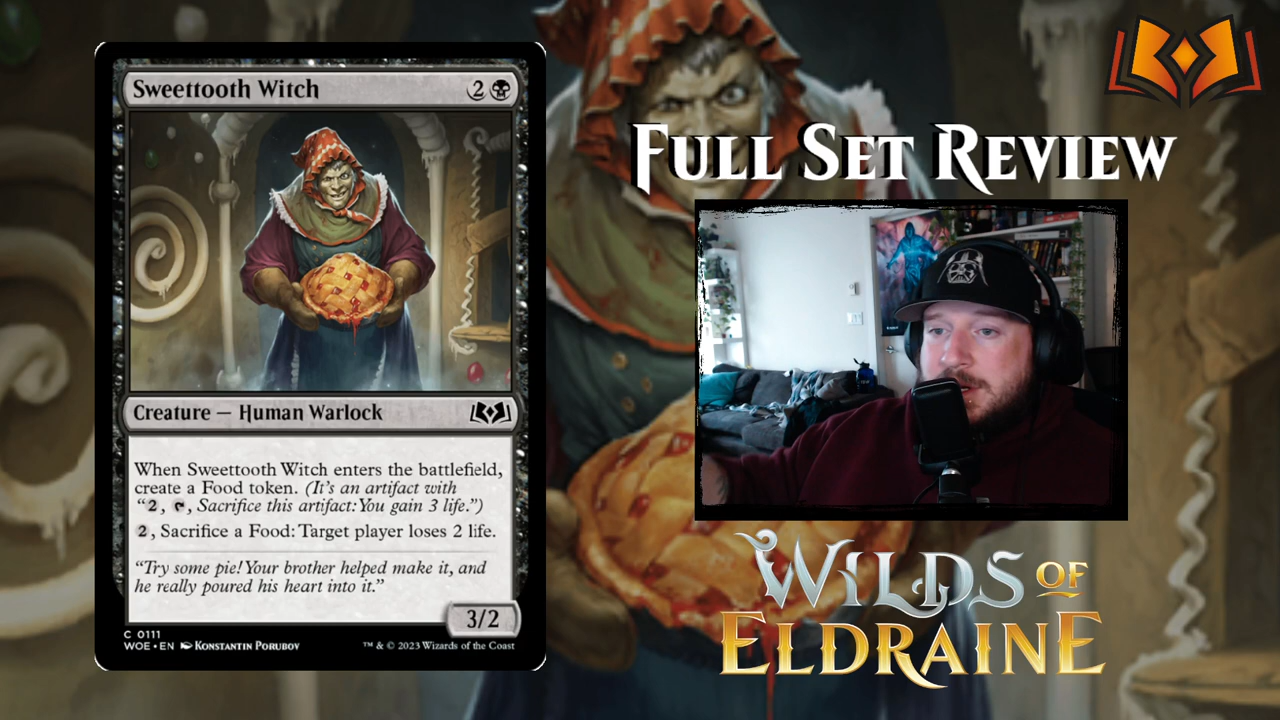 Sweettooth Witch
2
Creature — Human Warlock
When Sweettooth Witch enters the battlefield,
create a Food token. (It's an artifact with
“2, , Sacrifice this artifact: You gain 3 life.”)
2, Sacrifice a Food: Target player loses 2 life.
“Try some pie! Your brother helped make it, and
he really poured his heart into it.”
3/2
C 0111
WOE • EN Konstantin Porubov
™ & © 2023 Wizards of the Coast
Full Set Review
Wilds of
Eldraine